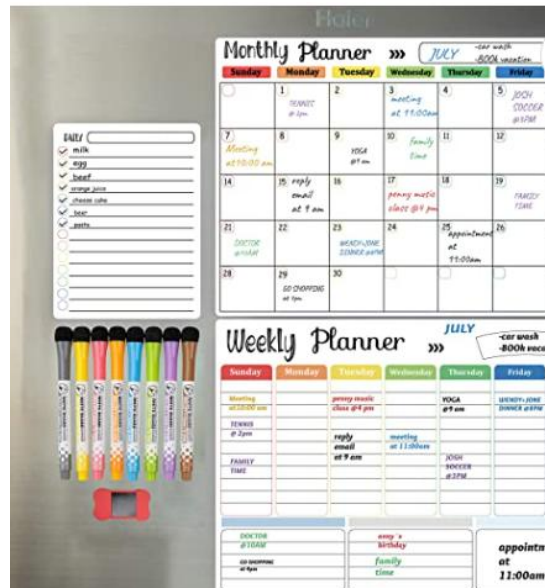 Haier
Monthly Planner >>> JULY -car wash
-BOOK vacation
Sunday Monday Tuesday Wednesday Thursday Friday
1 2 3 4 5
TENNIS @ 2pm
meeting at 11:00am
JOSH SOCCER @3PM
7 8 9 10 11 12
Meeting at 10:00 am
YOGA @9 am
family time
14 15 16 17 18 19
reply email at 9 am
penny music class @4 pm
FAMILY TIME
21 22 23 24 25 26
DOCTOR @10AM
WENDY+JONE DINNER @8PM
appointment at 11:00am
28 29 30
GO SHOPPING at 4pm
DAILY
milk
egg
beef
orange juice
cheese cake
beer
pasta
Weekly Planner >>> JULY -car wash
-BOOK vaca
Sunday Monday Tuesday Wednesday Thursday Friday
Meeting at 10:00 am
penny music class @4 pm
YOGA @9 am
WENDY+JONE DINNER @8PM
TENNIS @ 2pm
reply email at 9 am
meeting at 11:00am
FAMILY TIME
JOSH SOCCER @3PM
DOCTOR @10AM
amy's birthday
GO SHOPPING at 4pm
family time
appointm
at
11:00am